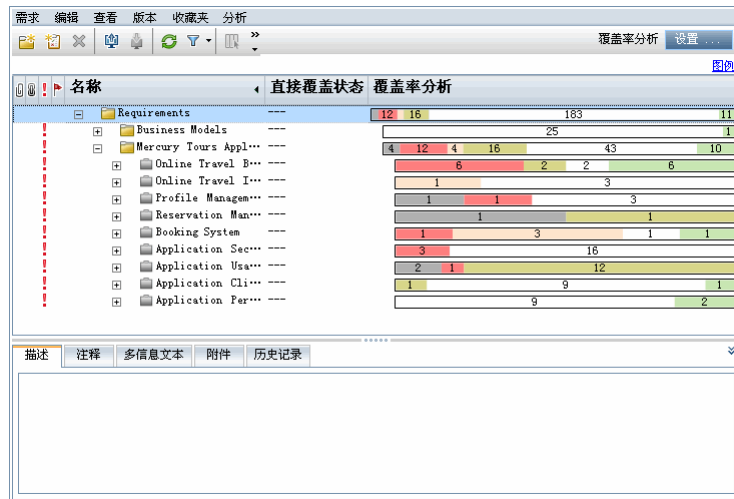 需求 编辑 查看 版本 收藏夹 分析
覆盖率分析 设置 ...
图例
名称 直接覆盖状态 覆盖率分析
Requirements --- 12 16 183 11
Business Models --- 25 1
Mercury Tours Appl... --- 4 12 4 16 43 10
Online Travel B... --- 6 2 2 6
Online Travel I... --- 1 3
Profile Managem... --- 1 1 3
Reservation Man... --- 1 1
Booking System --- 1 3 1 1
Application Sec... --- 3 16
Application Usa... --- 2 1 12
Application Cli... --- 1 9 1
Application Per... --- 9 2
描述 注释 多信息文本 附件 历史记录